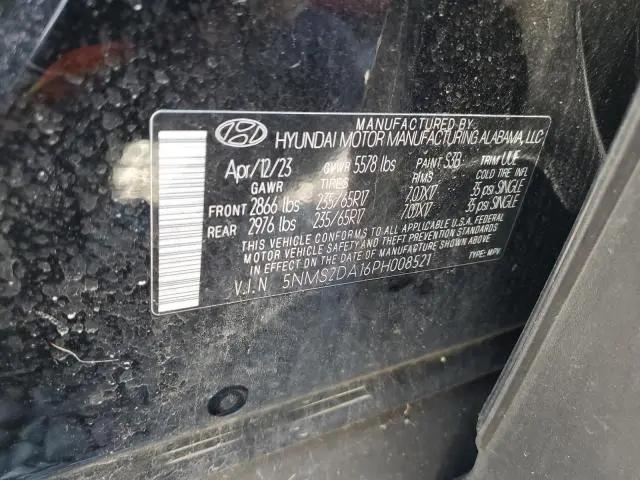 MANUFACTURED BY
HYUNDAI MOTOR MANUFACTURING ALABAMA, LLC
Apr/12/23 GVWR 5578 lbs PAINT S3B TRIM UUE
GAWR TIRES RIMS COLD TIRE INFL
FRONT 2866 lbs 235/65R17 7.0JX17 35 psi SINGLE
REAR 2976 lbs 235/65R17 7.0JX17 35 psi SINGLE
THIS VEHICLE CONFORMS TO ALL APPLICABLE U.S.A. FEDERAL
MOTOR VEHICLE SAFETY AND THEFT PREVENTION STANDARDS
IN EFFECT ON THE DATE OF MANUFACTURE SHOWN ABOVE.
V.I.N 5NMS2DA16PH008521 TYPE: MPV